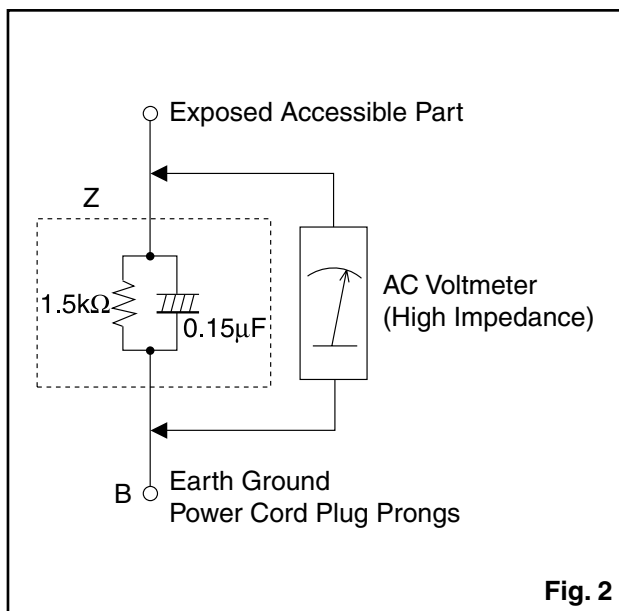 Exposed Accessible Part
Z
1.5kΩ
0.15μF
AC Voltmeter
(High Impedance)
B
Earth Ground
Power Cord Plug Prongs
Fig. 2